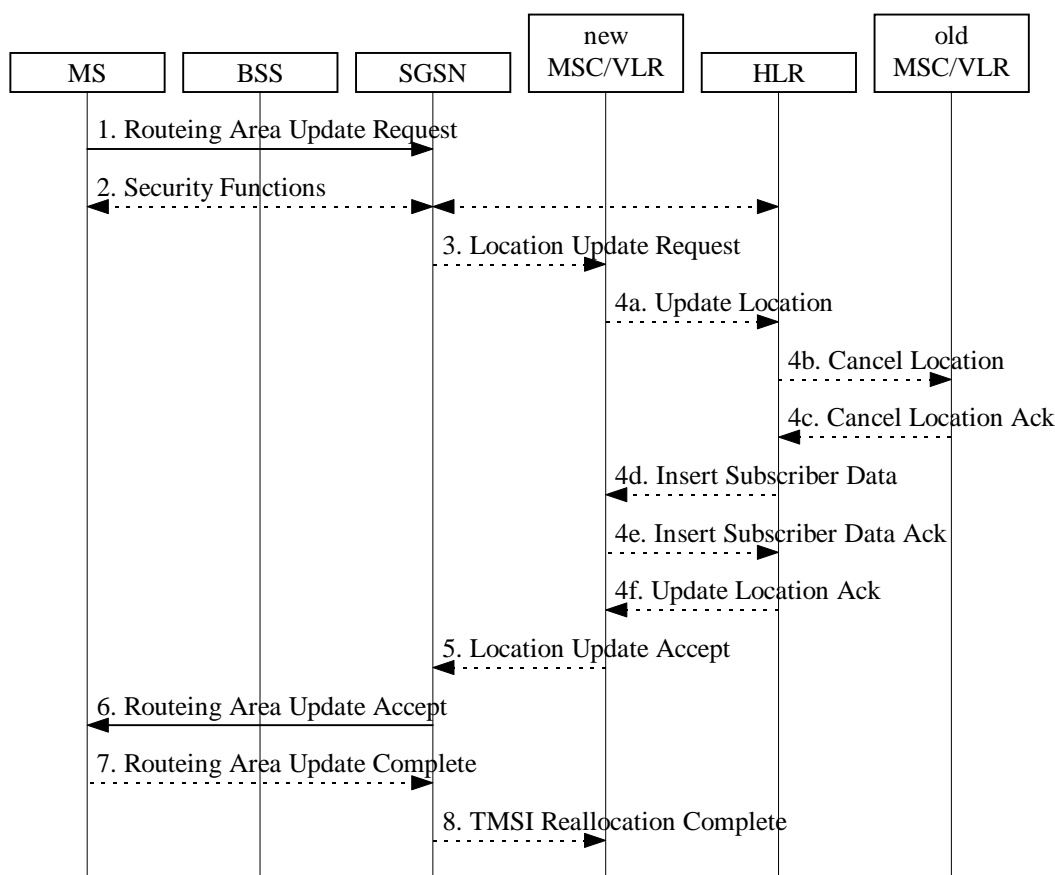 new
old
MS
BSS
SGSN
MSC/VLR
HLR
MSC/VLR
1. Routeing Area Update Request
2. Security Functions
3. Location Update Request
4a. Update Location
4b. Cancel Location
4c. Cancel Location Ack
4d. Insert Subscriber Data
4e. Insert Subscriber Data Ack
4f. Update Location Ack
5. Location Update Accept
6. Routeing Area Update Accept
7. Routeing Area Update Complete
8. TMSI Reallocation Complete